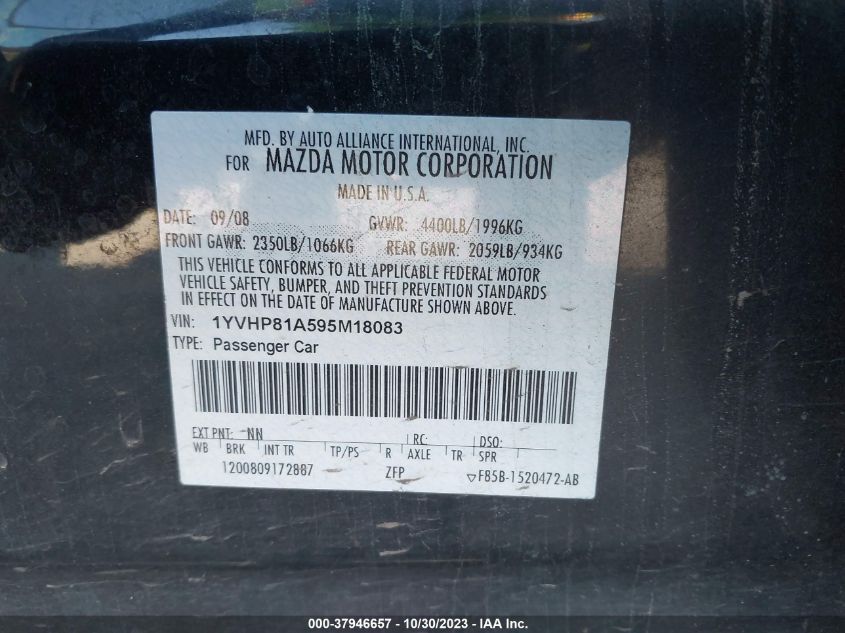 MFD. BY AUTO ALLIANCE INTERNATIONAL, INC.
FOR MAZDA MOTOR CORPORATION
MADE IN U.S.A.
DATE: 09/08 GVWR: 4400LB/1996KG
FRONT GAWR: 2350LB/1066KG REAR GAWR: 2059LB/934KG
THIS VEHICLE CONFORMS TO ALL APPLICABLE FEDERAL MOTOR
VEHICLE SAFETY, BUMPER, AND THEFT PREVENTION STANDARDS
IN EFFECT ON THE DATE OF MANUFACTURE SHOWN ABOVE.
VIN: 1YVHP81A595M18083
TYPE: Passenger Car
EXT PNT: NN RC: DSO:
WB BRK INT TR TP/PS R AXLE TR SPR
1200809172887 ZFP ▽F85B-1520472-AB
000-37946657 - 10/30/2023 - IAA Inc.